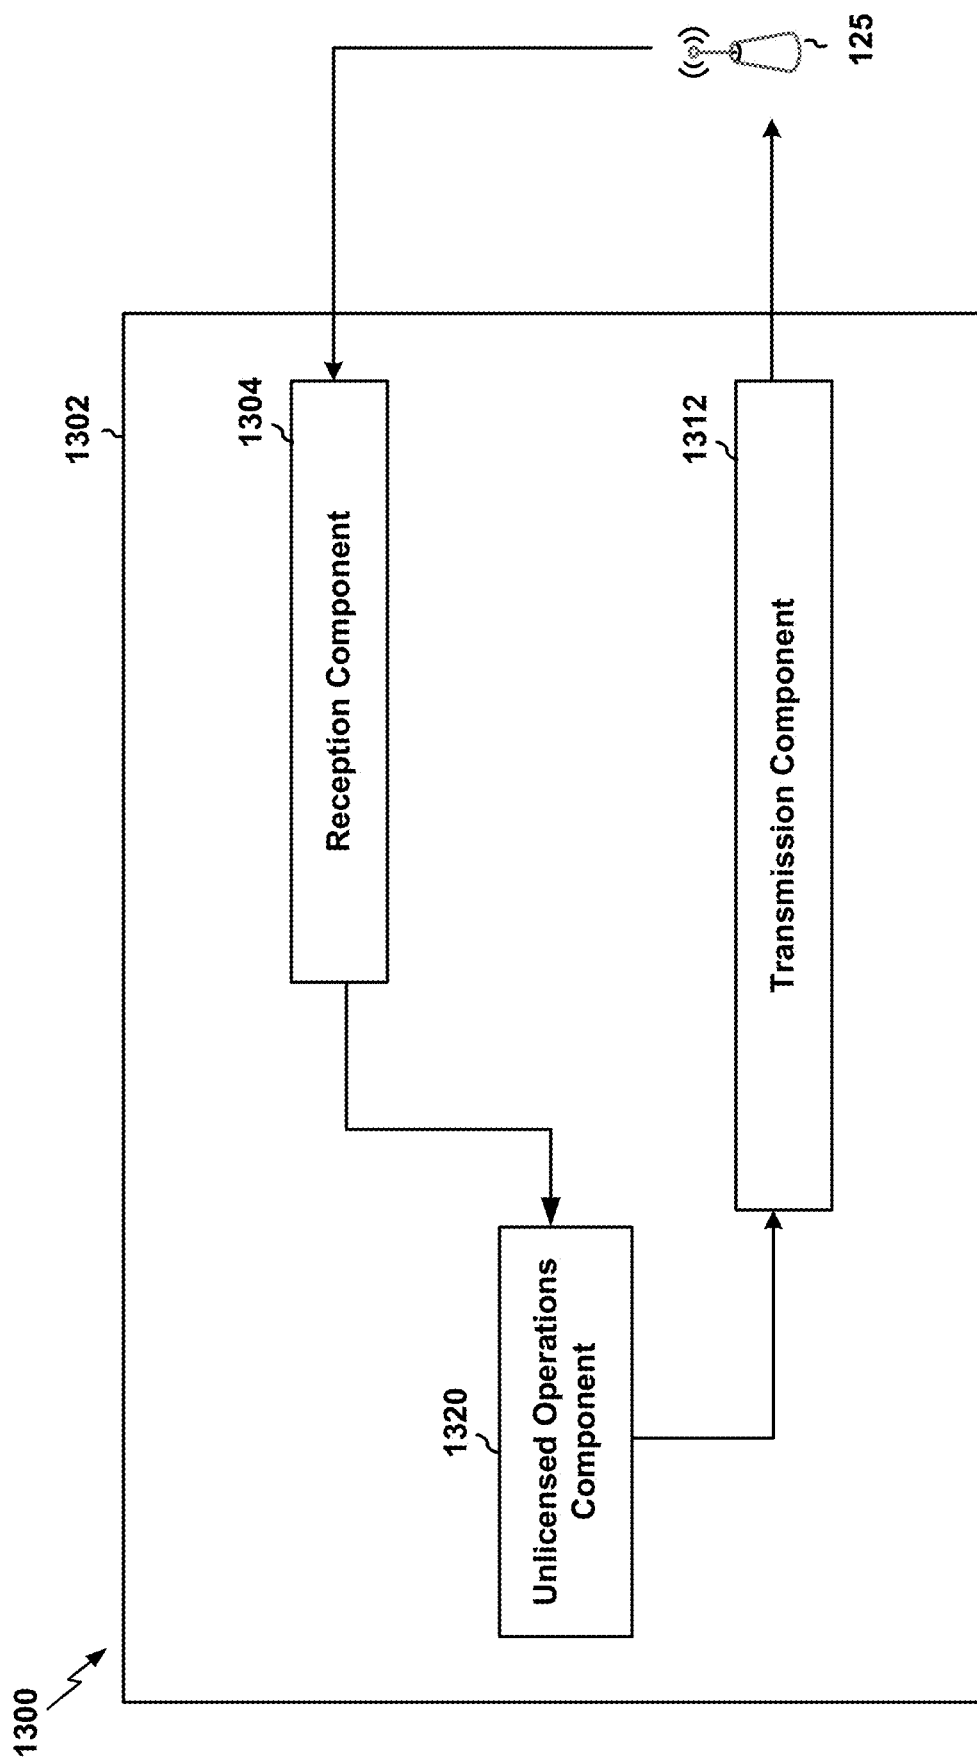 1300
1302
1304
Reception Component
1320
Unlicensed Operations
Component
1312
Transmission Component
125